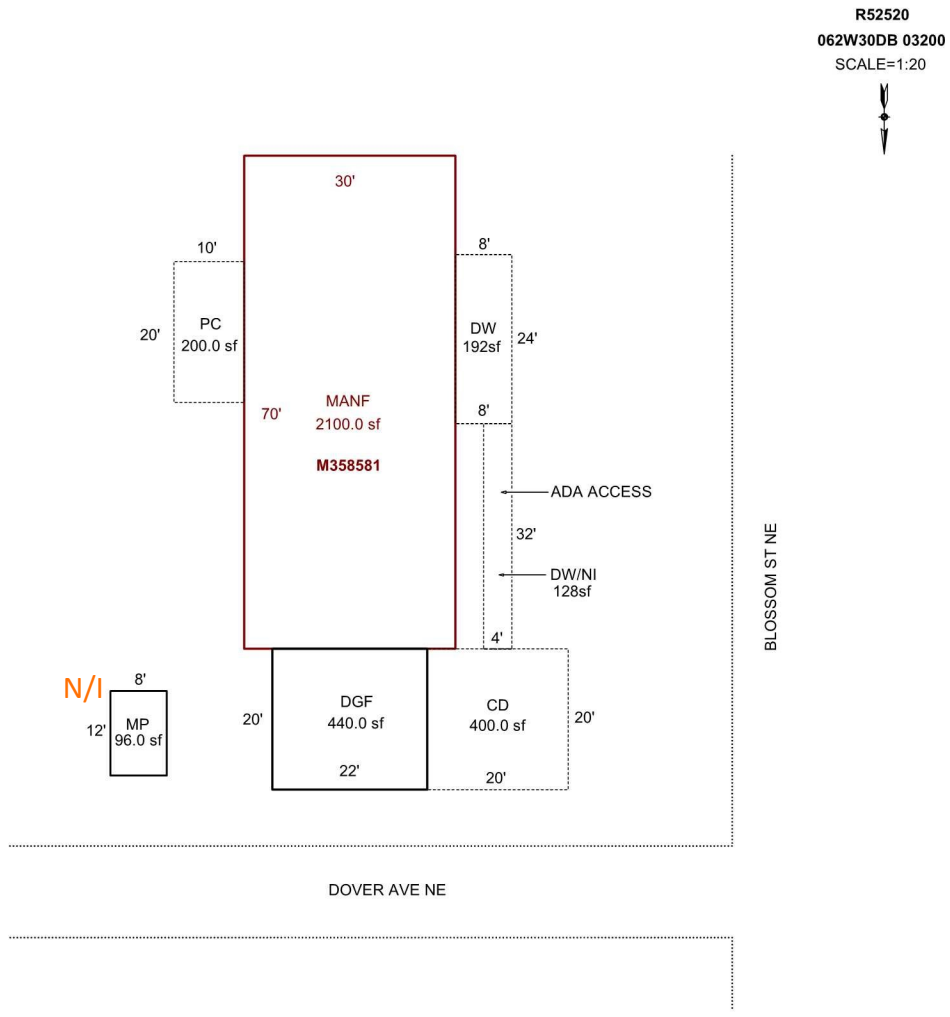 R52520
062W30DB 03200
SCALE=1:20
30'
10'
8'
PC
200.0 sf
20'
DW
192sf
24'
MANF
2100.0 sf
70'
8'
M358581
ADA ACCESS
32'
DW/NI
128sf
4'
BLOSSOM ST NE
N/I
8'
12'
MP
96.0 sf
20'
DGF
440.0 sf
22'
CD
400.0 sf
20'
20'
DOVER AVE NE